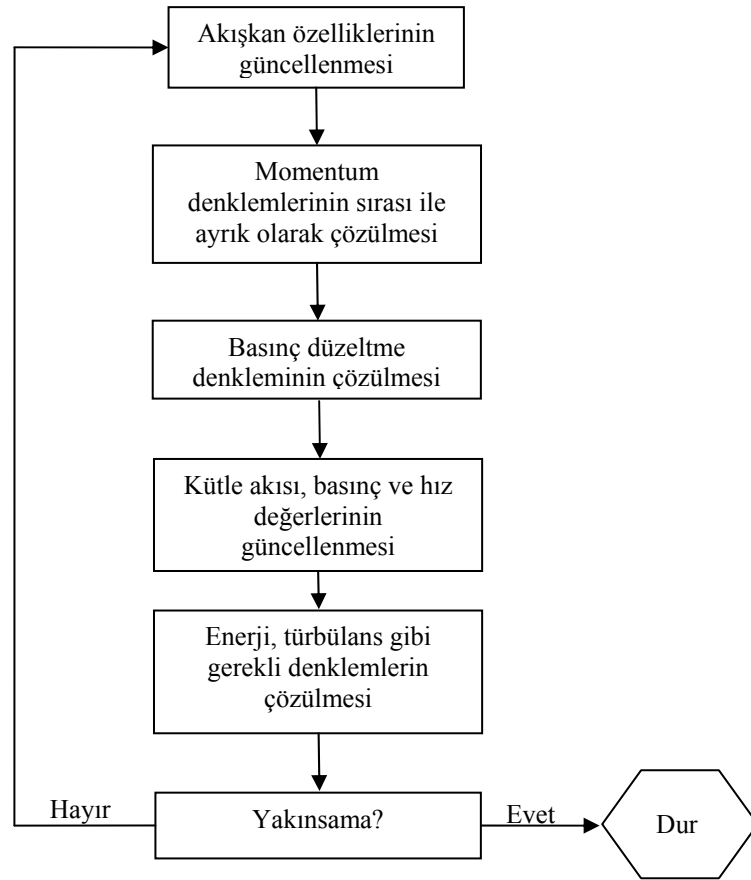 Akışkan özelliklerinin
güncellenmesi
Momentum
denklemlerinin sırası ile
ayrık olarak çözülmesi
Basınç düzeltme
denkleminin çözülmesi
Kütle akısı, basınç ve hız
değerlerinin
güncellenmesi
Enerji, türbülans gibi
gerekli denklemlerin
çözülmesi
Hayır
Yakınsama?
Evet
Dur